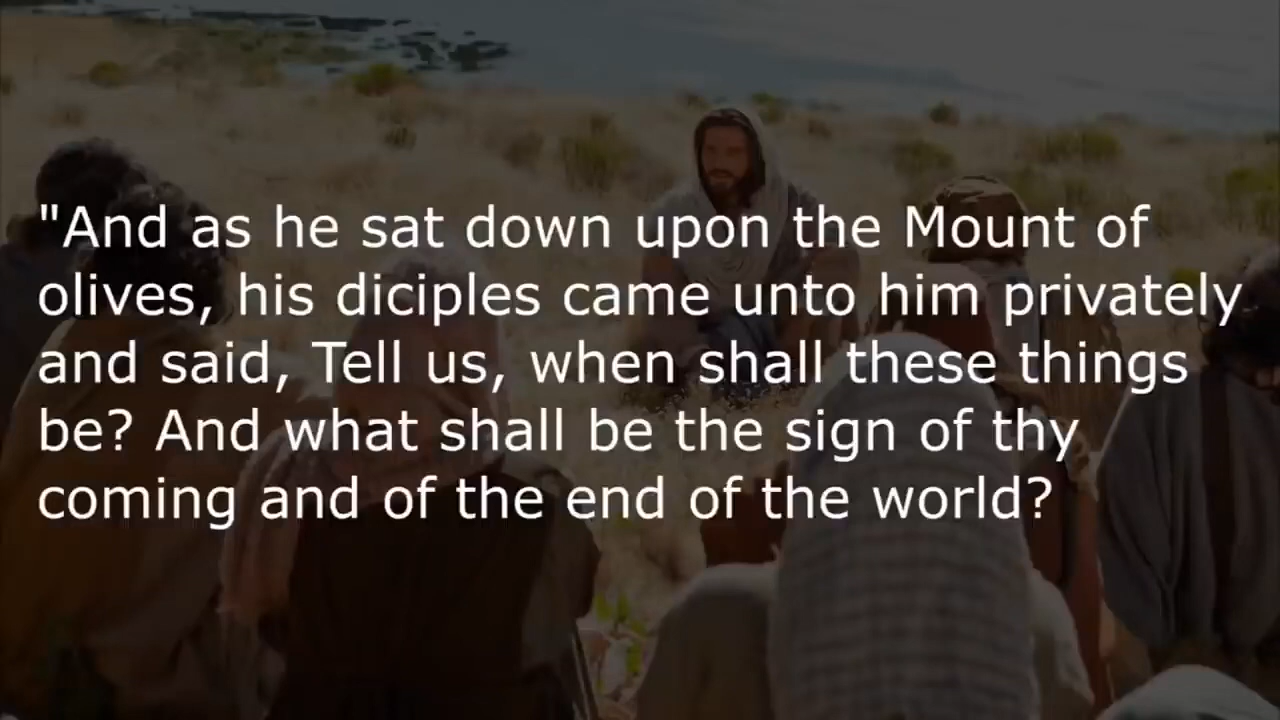 "And as he sat down upon the Mount of
olives, his diciples came unto him privately
and said, Tell us, when shall these things
be? And what shall be the sign of thy
coming and of the end of the world?